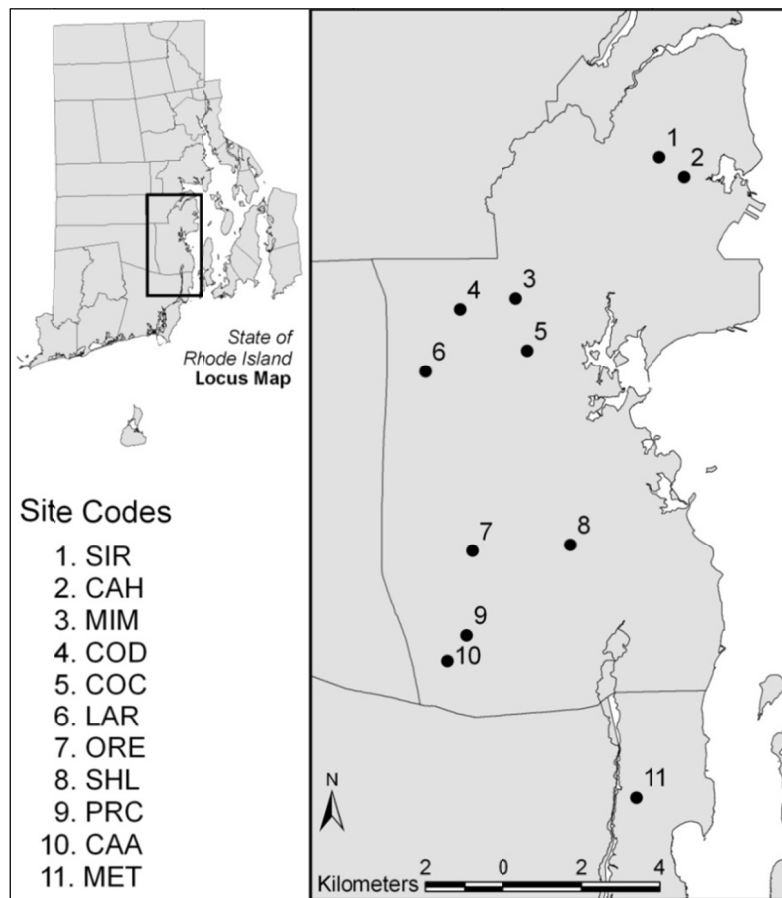 State of
Rhode Island
Locus Map
Site Codes
1. SIR
2. CAH
3. MIM
4. COD
5. COC
6. LAR
7. ORE
8. SHL
9. PRC
10. CAA
11. MET
1
2
3
4
5
6
7
8
9
10
11
N
2 0 2 4
Kilometers